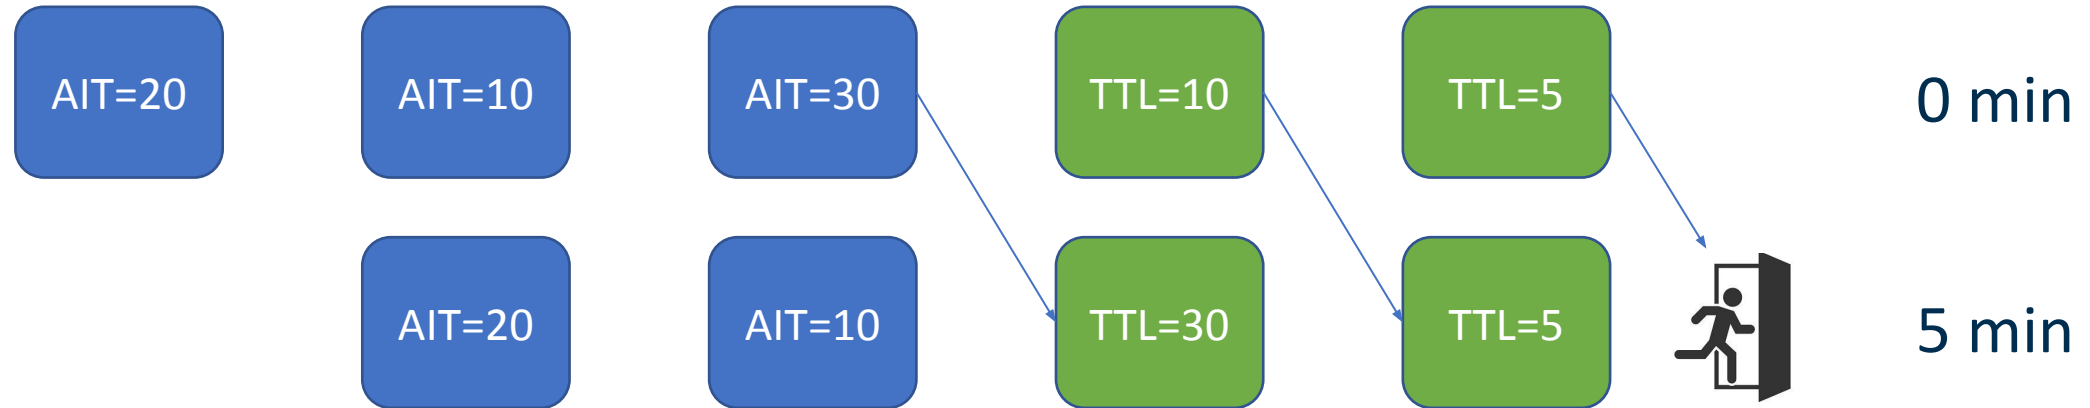 AIT=20
AIT=10
AIT=30
TTL=10
TTL=5
0 min
AIT=20
AIT=10
TTL=30
TTL=5
5 min